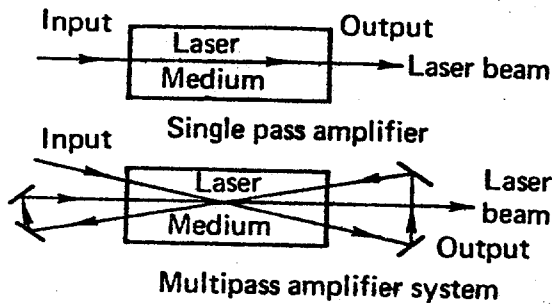 Input
Output
Laser
Medium
Laser beam
Single pass amplifier
Input
Laser
Medium
Laser
beam
Output
Multipass amplifier system